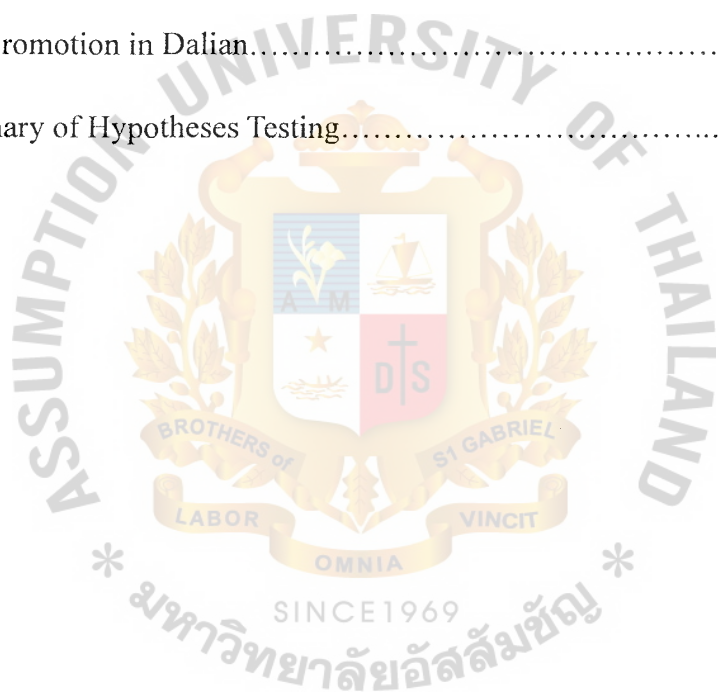 romotion in Dalian........................................................
nary of Hypotheses Testing.............................................
ASSUMPTION UNIVERSITY OF THAILAND
A M
D S
BROTHERS of ST GABRIEL
LABOR VINCIT
OMNIA
* SINCE1969 *
มหาวิทยาลัยอัสสัมชัญ